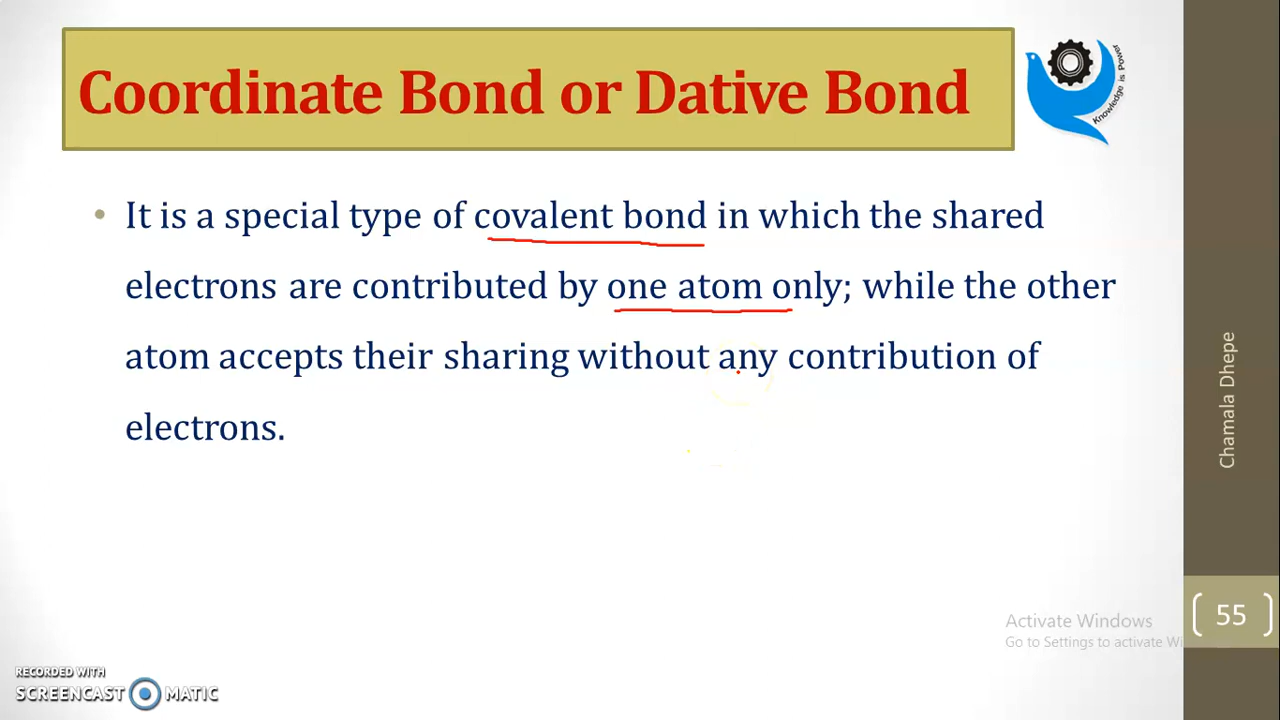 Coordinate Bond or Dative Bond
Knowledge is Power
• It is a special type of covalent bond in which the shared
electrons are contributed by one atom only; while the other
atom accepts their sharing without any contribution of
electrons.
Chamala Dhepe
55
Activate Windows
Go to Settings to activate Wi
RECORDED WITH
SCREENCAST MATIC